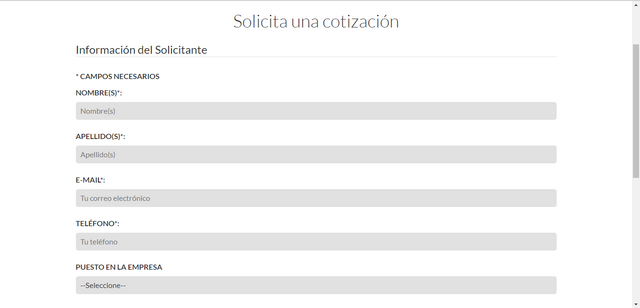 Solicita una cotización
Información del Solicitante
* CAMPOS NECESARIOS
NOMBRE(S)*:
Nombre(s)
APELLIDO(S)*:
Apellido(s)
E-MAIL*:
Tu correo electrónico
TELÉFONO*:
Tu teléfono
PUESTO EN LA EMPRESA
--Seleccione--